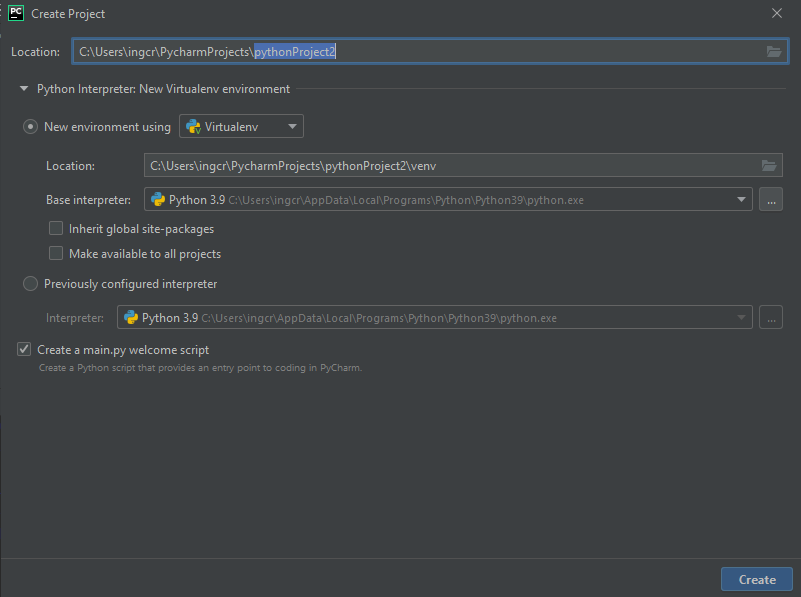 PC Create Project
Location: C:\Users\ingcr\PycharmProjects\pythonProject2
Python Interpreter: New Virtualenv environment
New environment using Virtualenv
Location: C:\Users\ingcr\PycharmProjects\pythonProject2\venv
Base interpreter: Python 3.9 C:\Users\ingcr\AppData\Local\Programs\Python\Python39\python.exe ...
Inherit global site-packages
Make available to all projects
Previously configured interpreter
Interpreter: Python 3.9 C:\Users\ingcr\AppData\Local\Programs\Python\Python39\python.exe ...
Create a main.py welcome script
Create a Python script that provides an entry point to coding in PyCharm.
Create